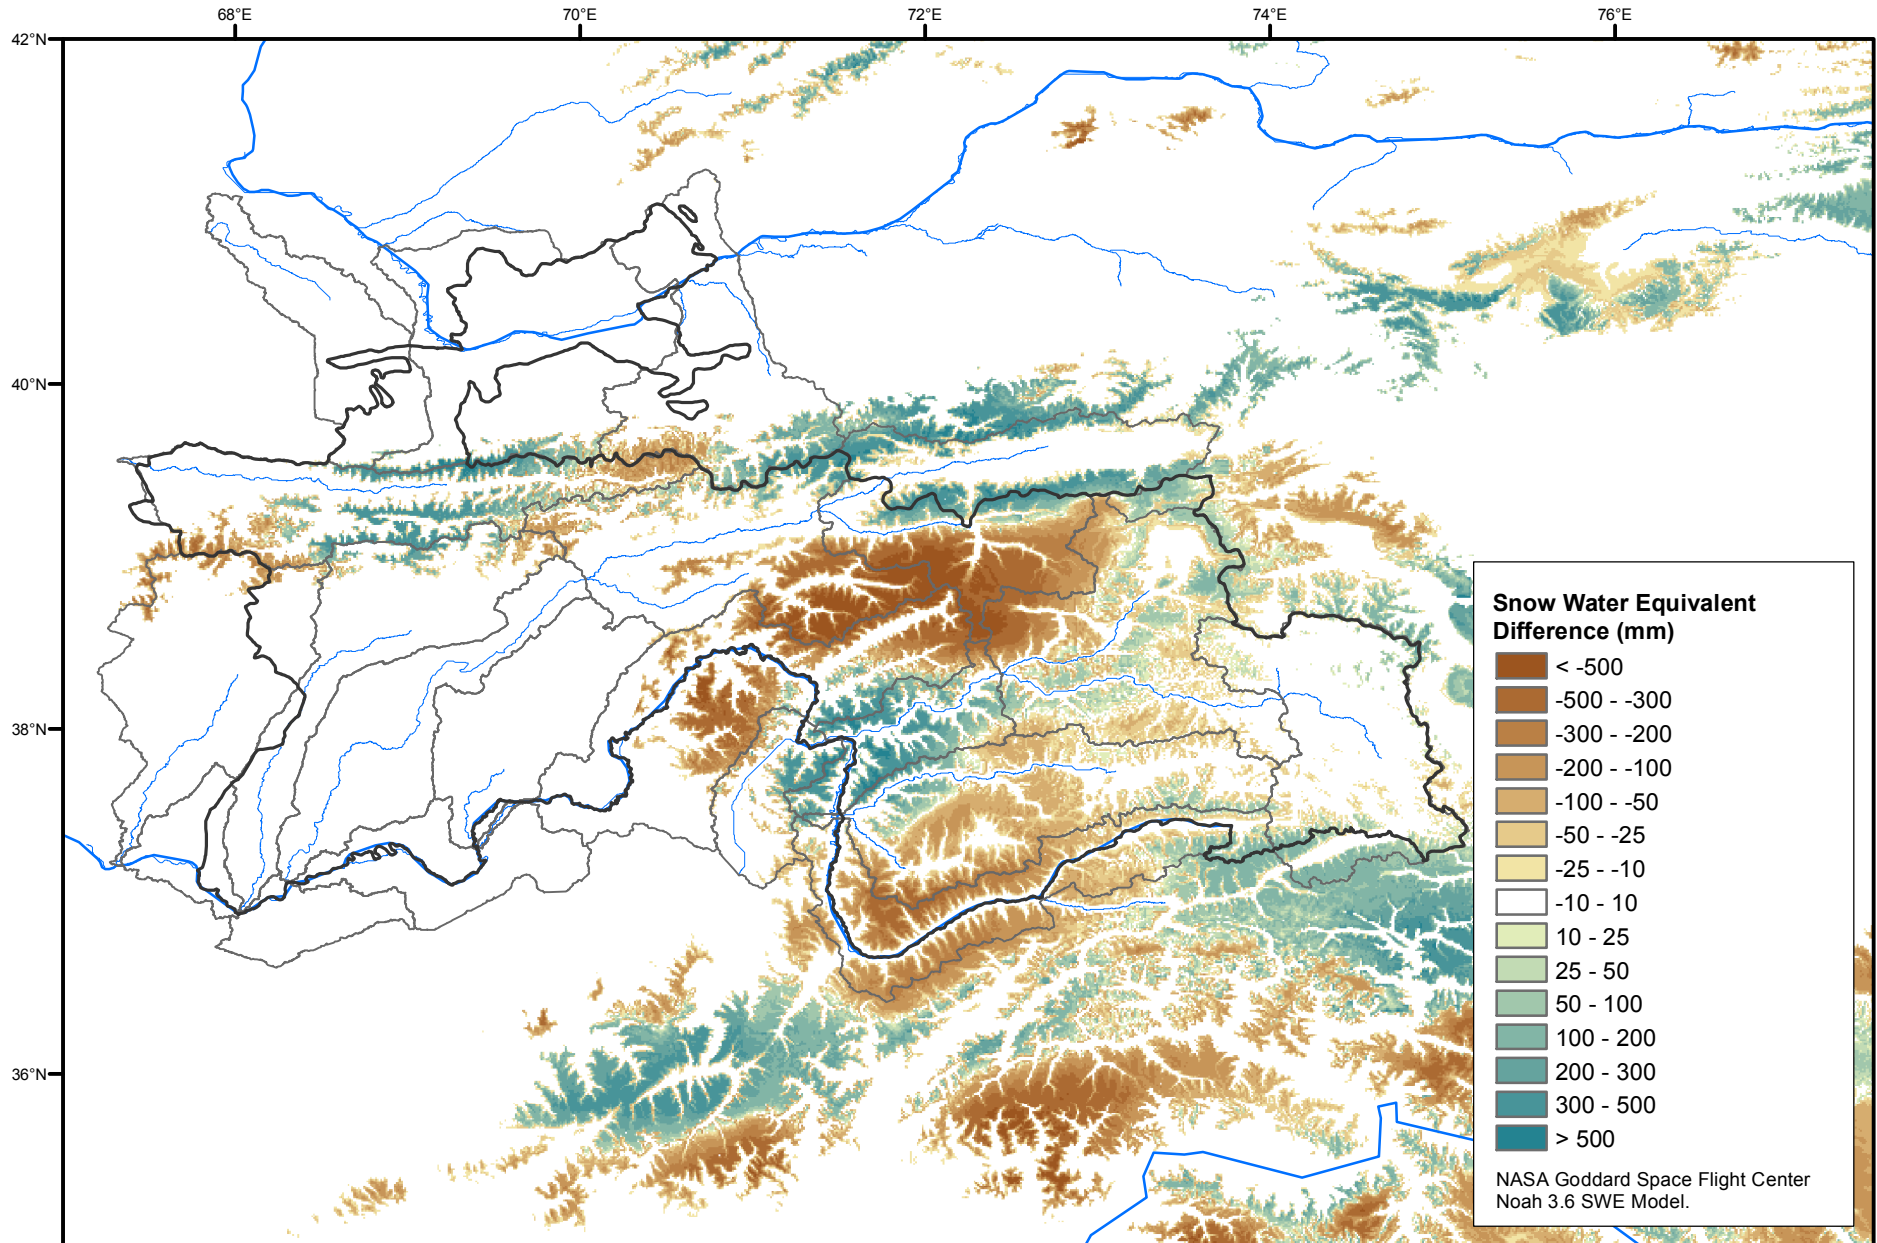 68°E
70°E
72°E
74°E
76°E
42°N
40°N
38°N
36°N
Snow Water Equivalent
Difference (mm)
< -500
-500 - -300
-300 - -200
-200 - -100
-100 - -50
-50 - -25
-25 - -10
-10 - 10
10 - 25
25 - 50
50 - 100
100 - 200
200 - 300
300 - 500
> 500
NASA Goddard Space Flight Center
Noah 3.6 SWE Model.